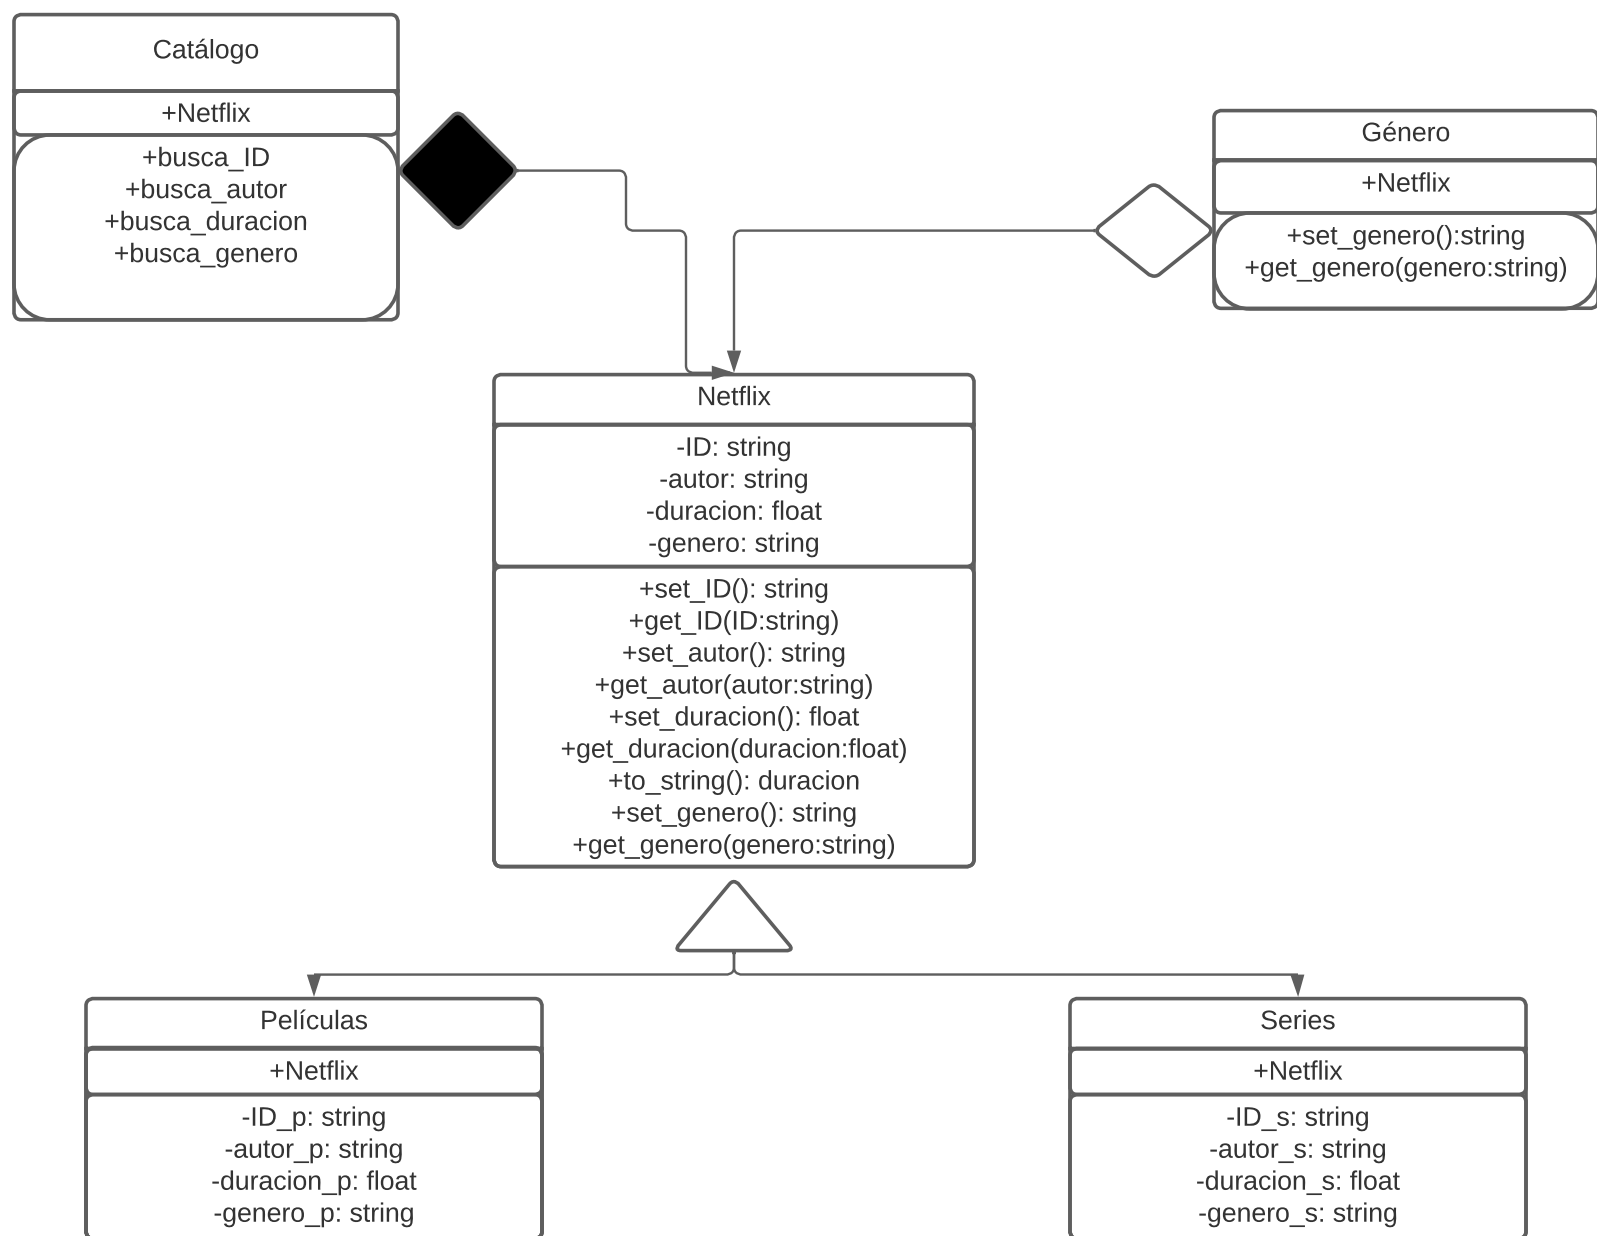 Catálogo
+Netflix
+busca_ID
+busca_autor
+busca_duracion
+busca_genero
Género
+Netflix
+set_genero():string
+get_genero(genero:string)
Netflix
-ID: string
-autor: string
-duracion: float
-genero: string
+set_ID(): string
+get_ID(ID:string)
+set_autor(): string
+get_autor(autor:string)
+set_duracion(): float
+get_duracion(duracion:float)
+to_string(): duracion
+set_genero(): string
+get_genero(genero:string)
Películas
+Netflix
-ID_p: string
-autor_p: string
-duracion_p: float
-genero_p: string
Series
+Netflix
-ID_s: string
-autor_s: string
-duracion_s: float
-genero_s: string